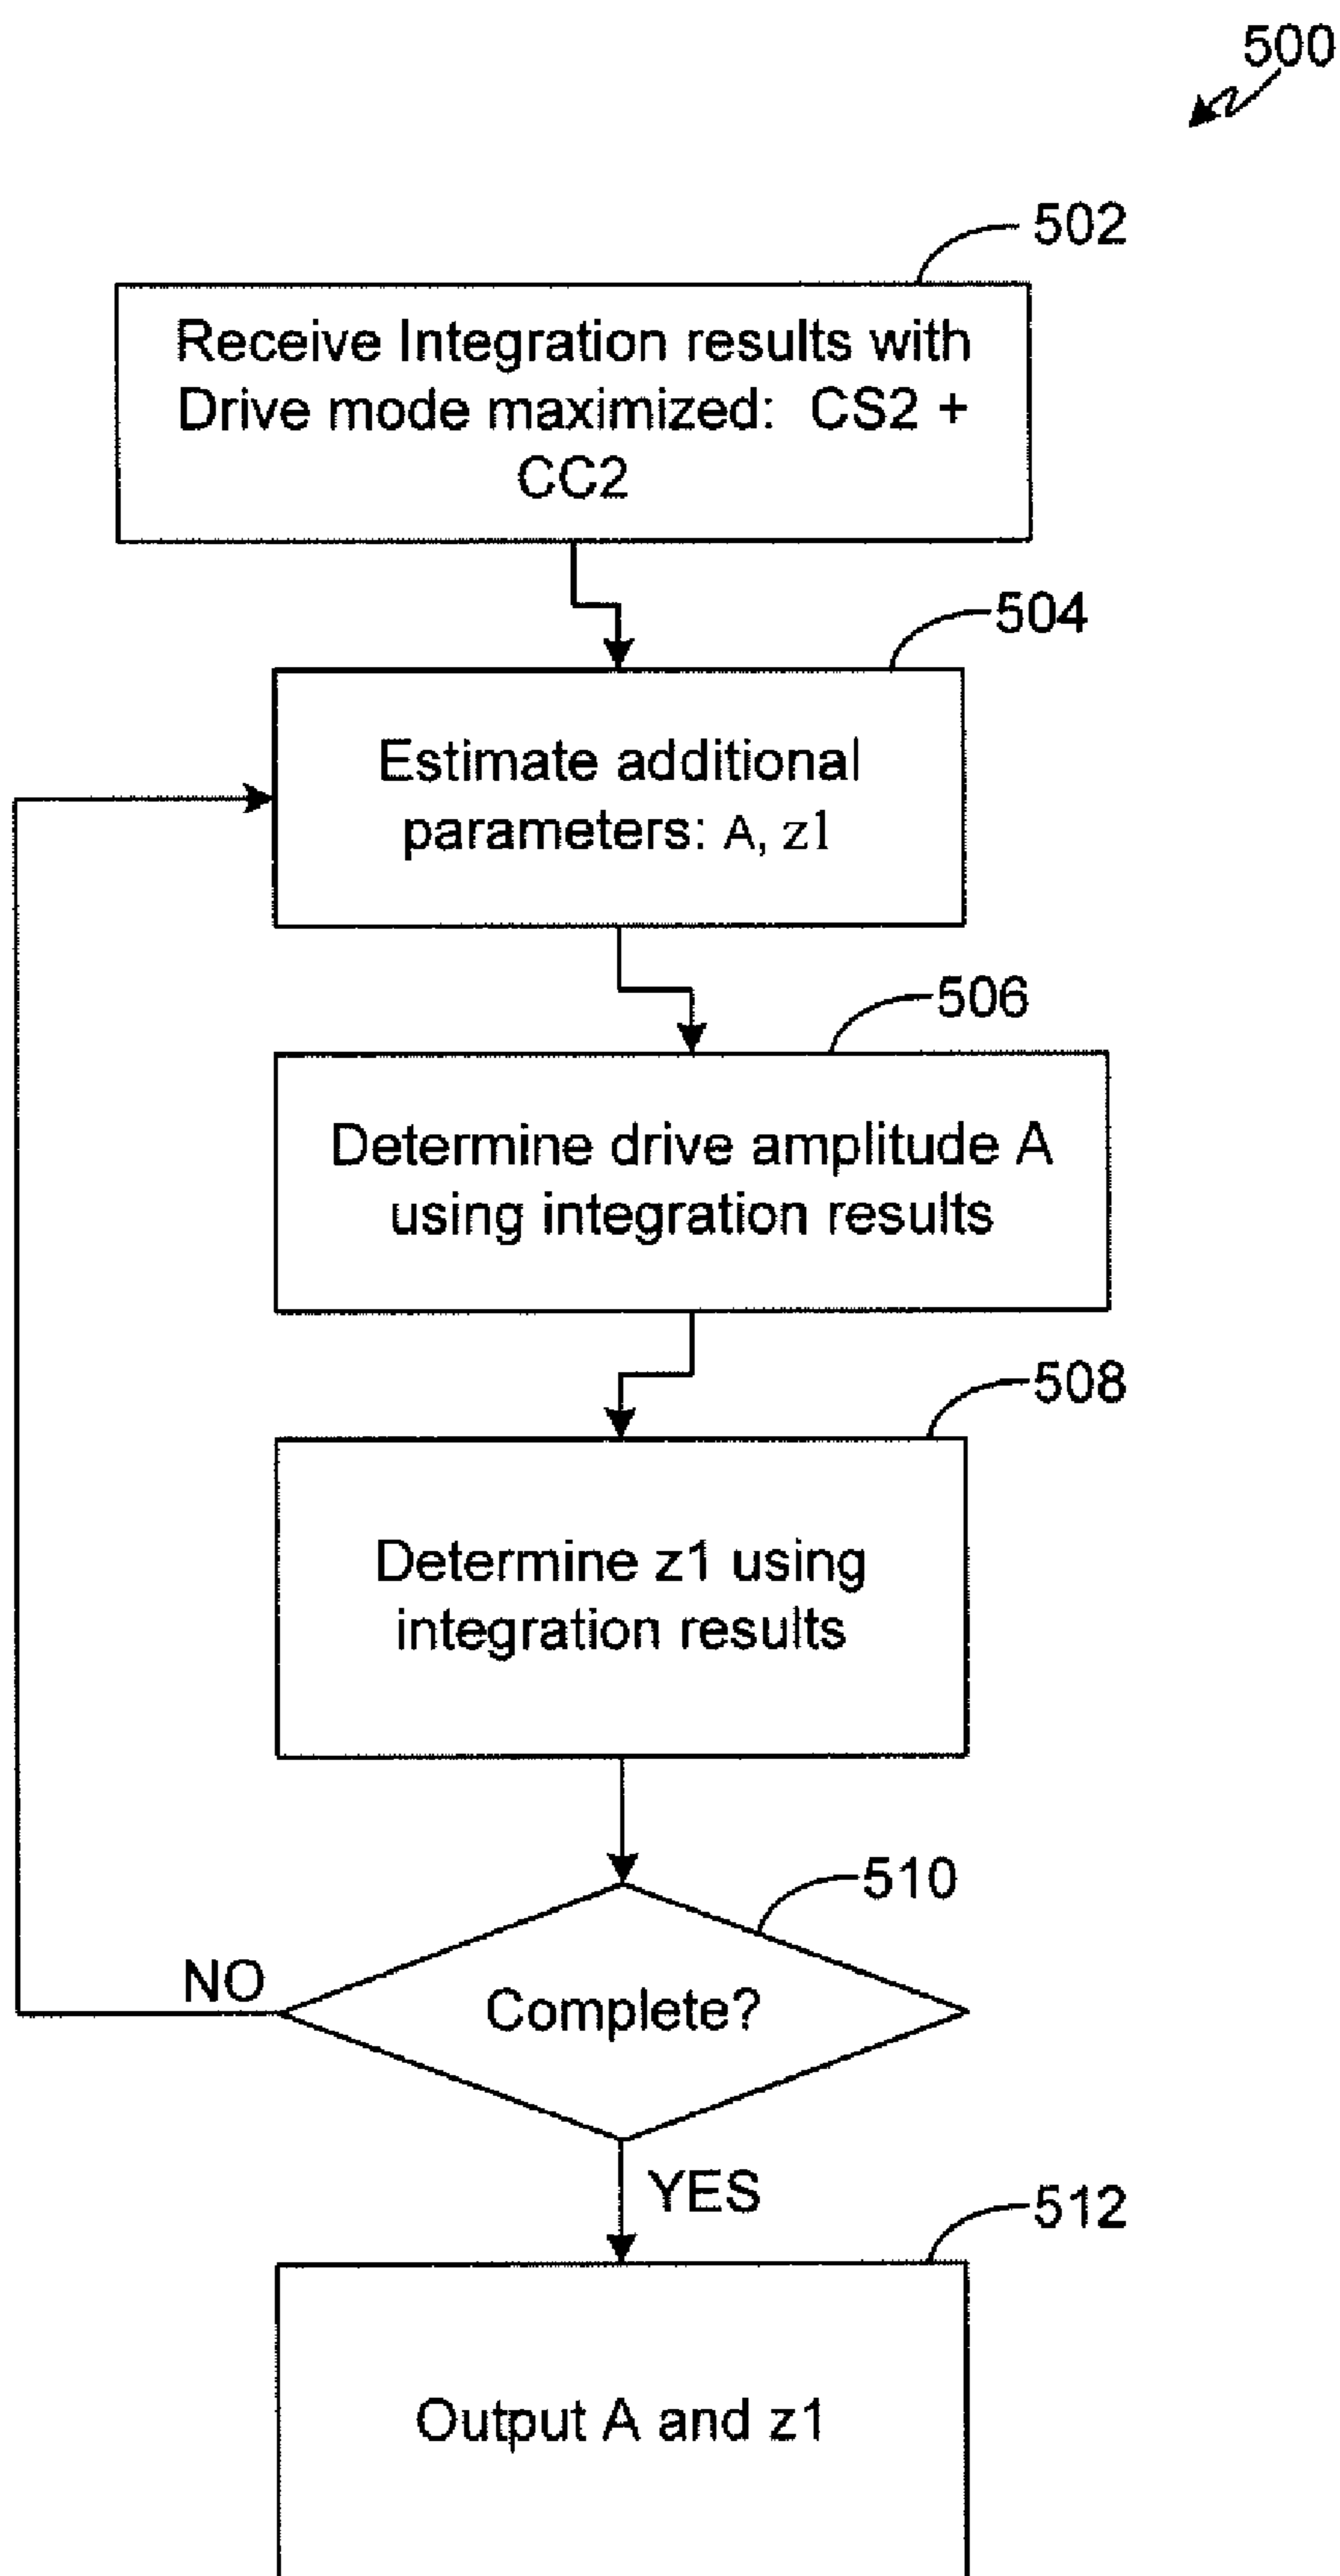 500
502
Receive Integration results with
Drive mode maximized: CS2 +
CC2
504
Estimate additional
parameters: A, z1
506
Determine drive amplitude A
using integration results
508
Determine z1 using
integration results
510
NO
Complete?
YES
512
Output A and z1